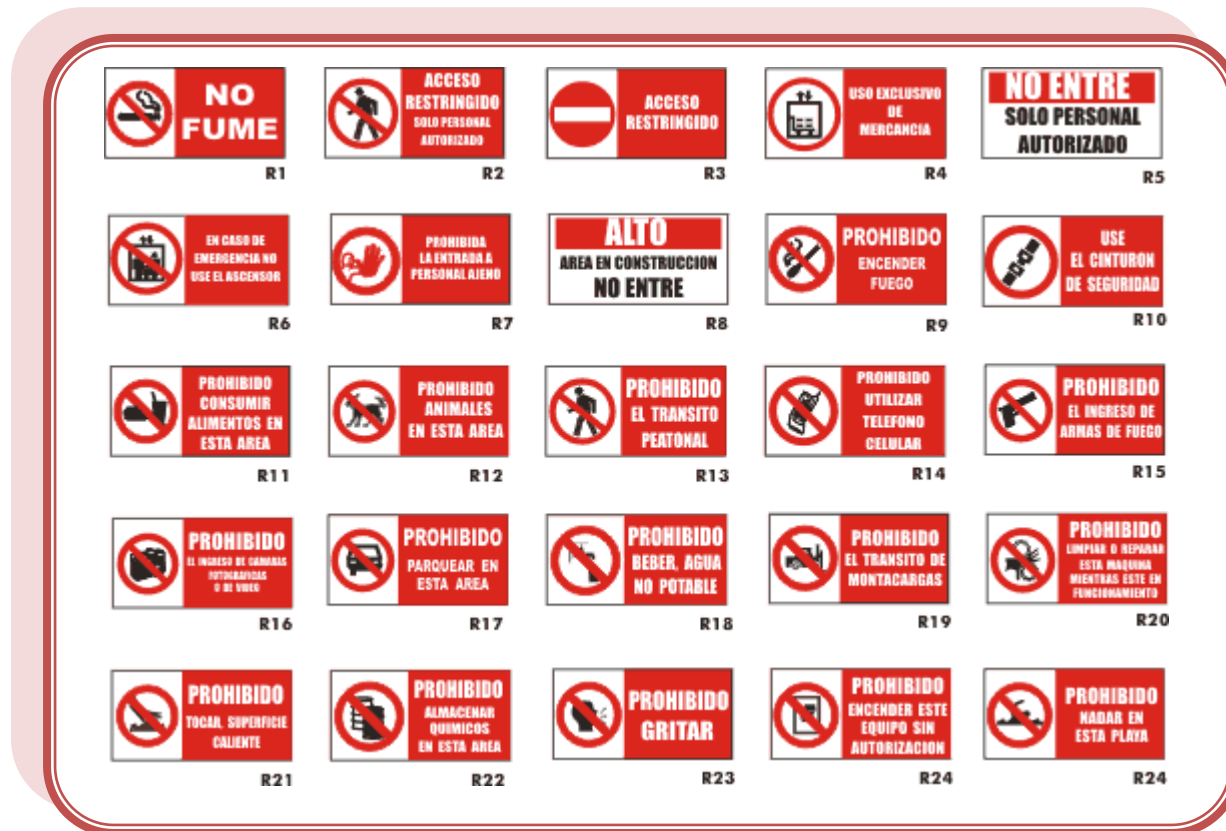 NO
FUME
R1
ACCESO
RESTRINGIDO
SOLO PERSONAL
AUTORIZADO
R2
ACCESO
RESTRINGIDO
R3
USO EXCLUSIVO
DE
MERCANCIA
R4
NO ENTRE
SOLO PERSONAL
AUTORIZADO
R5
EN CASO DE
EMERGENCIA NO
USE EL ASCENSOR
R6
PROHIBIDA
LA ENTRADA A
PERSONAL AJENO
R7
ALTO
AREA EN CONSTRUCCION
NO ENTRE
R8
PROHIBIDO
ENCENDER
FUEGO
R9
USE
EL CINTURON
DE SEGURIDAD
R10
PROHIBIDO
CONSUMIR
ALIMENTOS EN
ESTA AREA
R11
PROHIBIDO
ANIMALES
EN ESTA AREA
R12
PROHIBIDO
EL TRANSITO
PEATONAL
R13
PROHIBIDO
UTILIZAR
TELEFONO
CELULAR
R14
PROHIBIDO
EL INGRESO DE
ARMAS DE FUEGO
R15
PROHIBIDO
EL INGRESO DE CAMARAS
FOTOGRAFICAS
O DE VIDEO
R16
PROHIBIDO
PARQUEAR EN
ESTA AREA
R17
PROHIBIDO
BEBER, AGUA
NO POTABLE
R18
PROHIBIDO
EL TRANSITO DE
MONTACARGAS
R19
PROHIBIDO
LIMPIAR O REPARAR
ESTA MAQUINA
MIENTRAS ESTE EN
FUNCIONAMIENTO
R20
PROHIBIDO
TOCAR, SUPERFICIE
CALIENTE
R21
PROHIBIDO
ALMACENAR
QUIMICOS
EN ESTA AREA
R22
PROHIBIDO
GRITAR
R23
PROHIBIDO
ENCENDER ESTE
EQUIPO SIN
AUTORIZACION
R24
PROHIBIDO
NADAR EN
ESTA PLAYA
R24